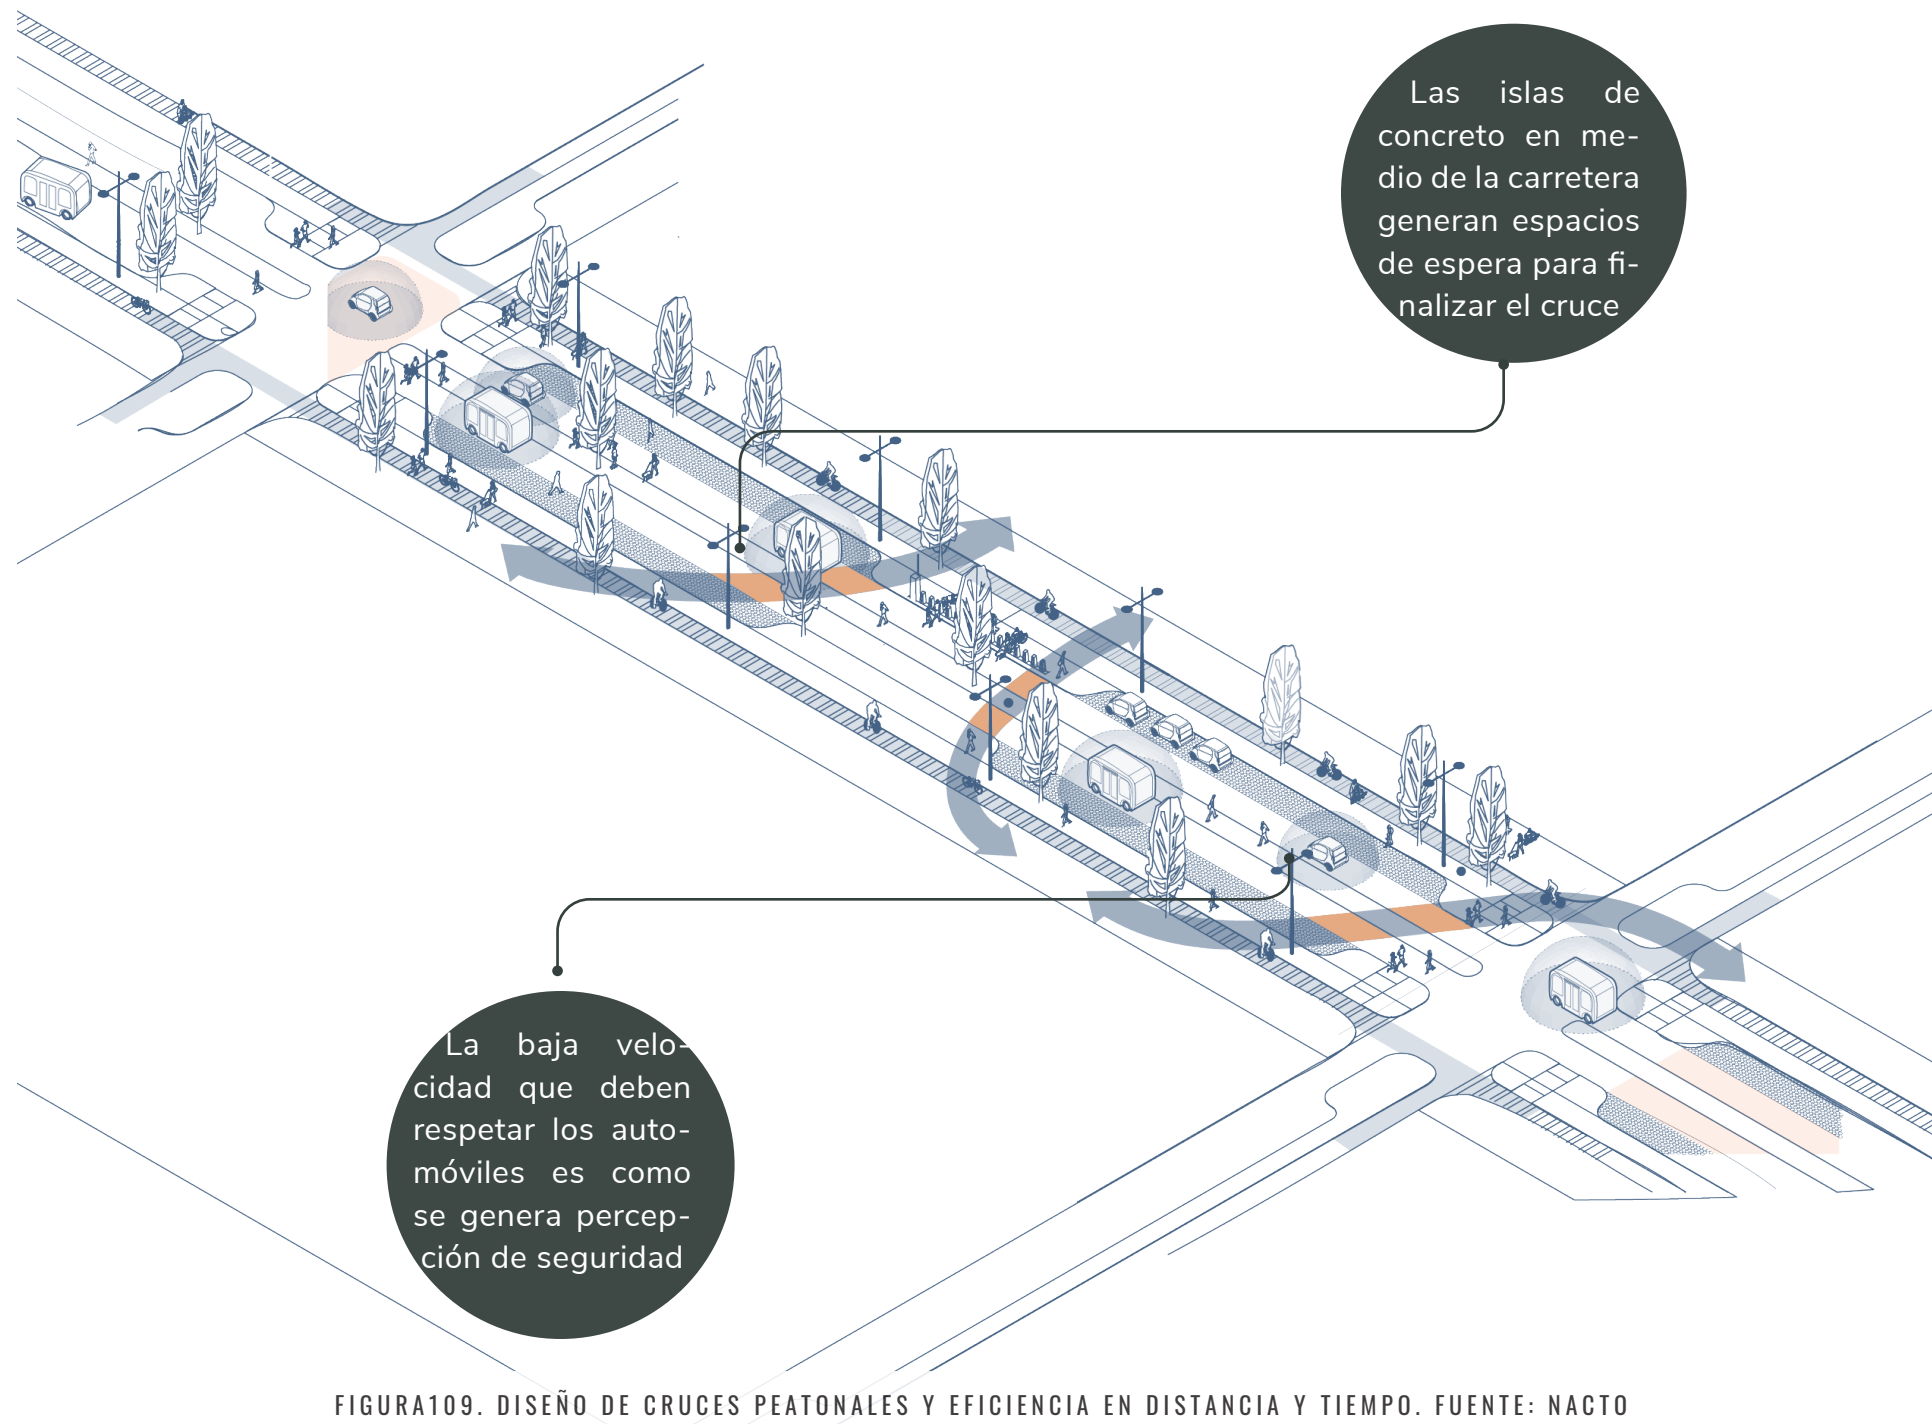 Las islas de
concreto en me-
dio de la carretera
generan espacios
de espera para fi-
nalizar el cruce
La baja velo-
cidad que deben
respetar los auto-
móviles es como
se genera percep-
ción de seguridad
FIGURA109. DISEÑO DE CRUCES PEATONALES Y EFICIENCIA EN DISTANCIA Y TIEMPO. FUENTE: NACTO